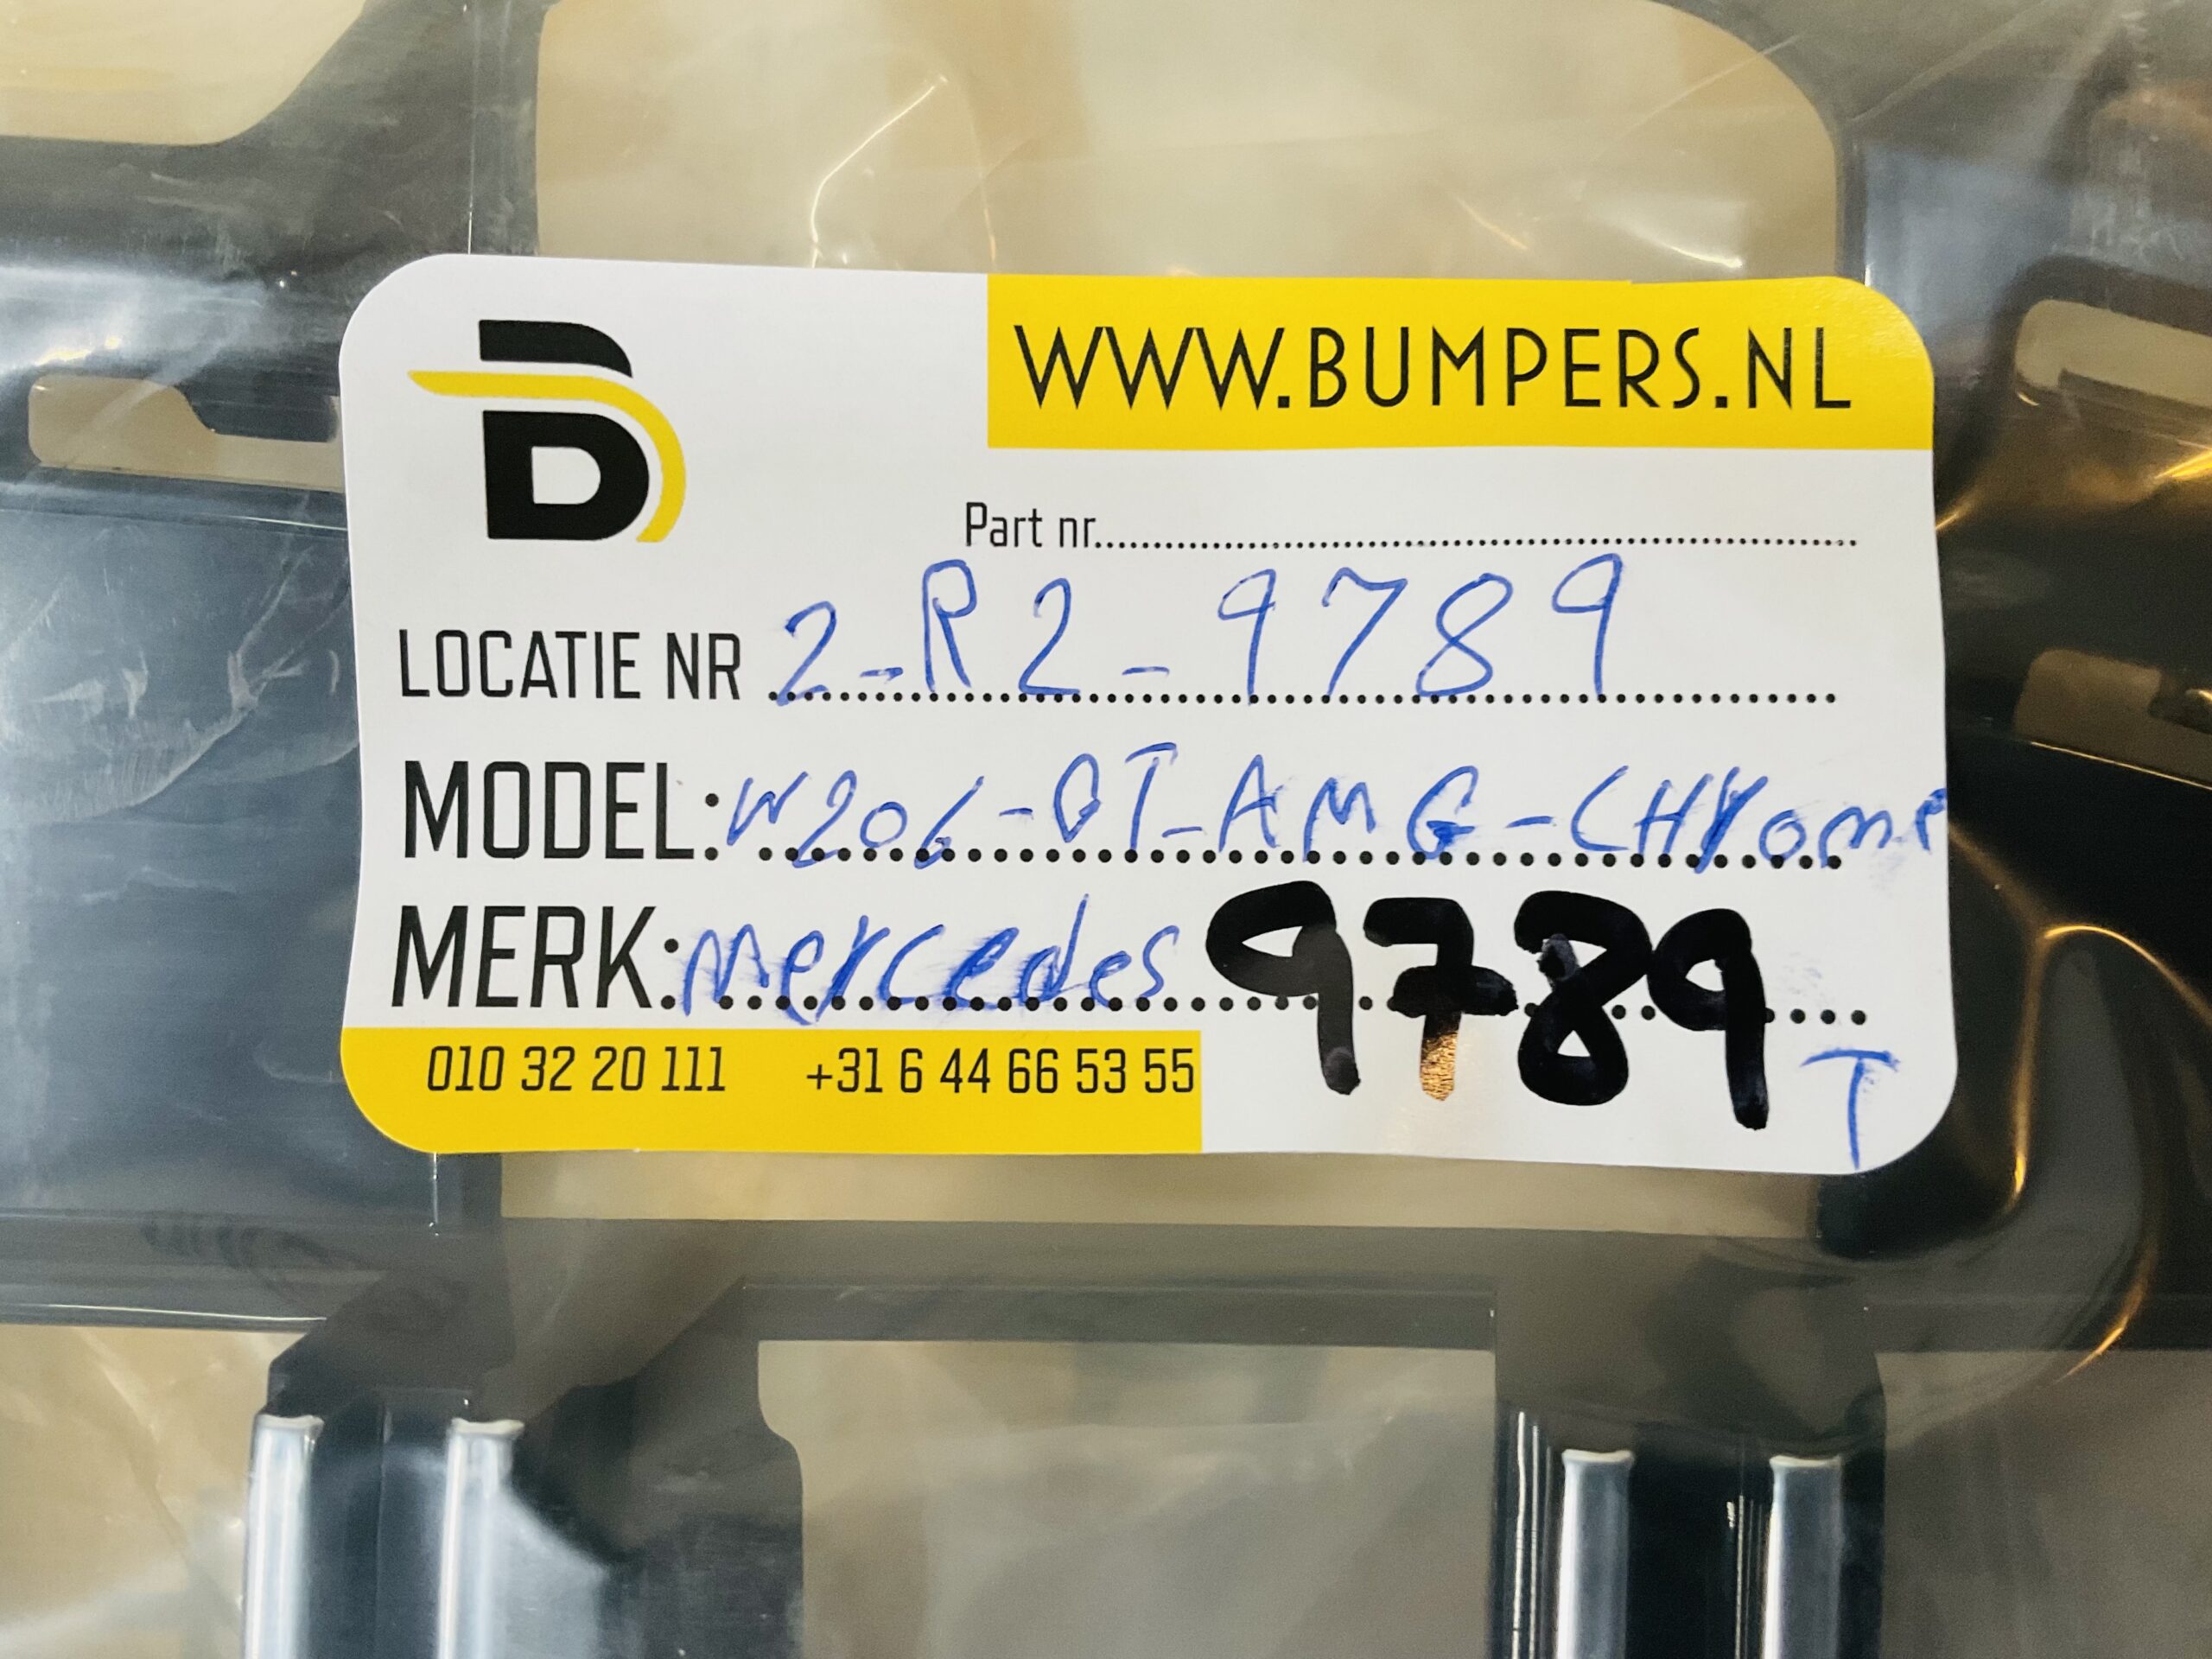 WWW.BUMPERS.NL
Part nr
LOCATIE NR 2-R2-9789
MODEL: W206-DT-AMG-CHrome
MERK: mercedes 9789
010 32 20 111 +31 6 44 66 53 55
T